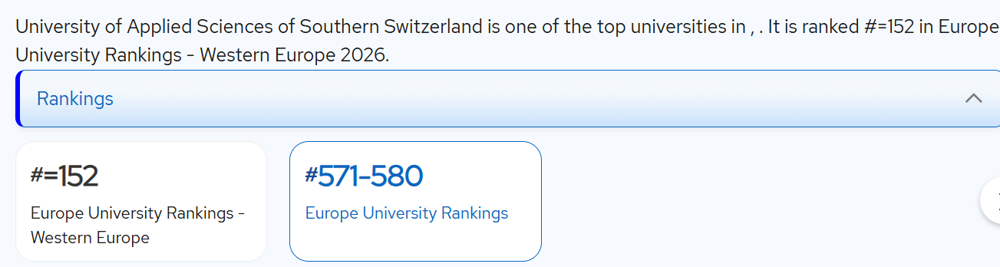 University of Applied Sciences of Southern Switzerland is one of the top universities in , . It is ranked #=152 in Europe
University Rankings - Western Europe 2026.
Rankings
#=152
Europe University Rankings -
Western Europe
#571-580
Europe University Rankings